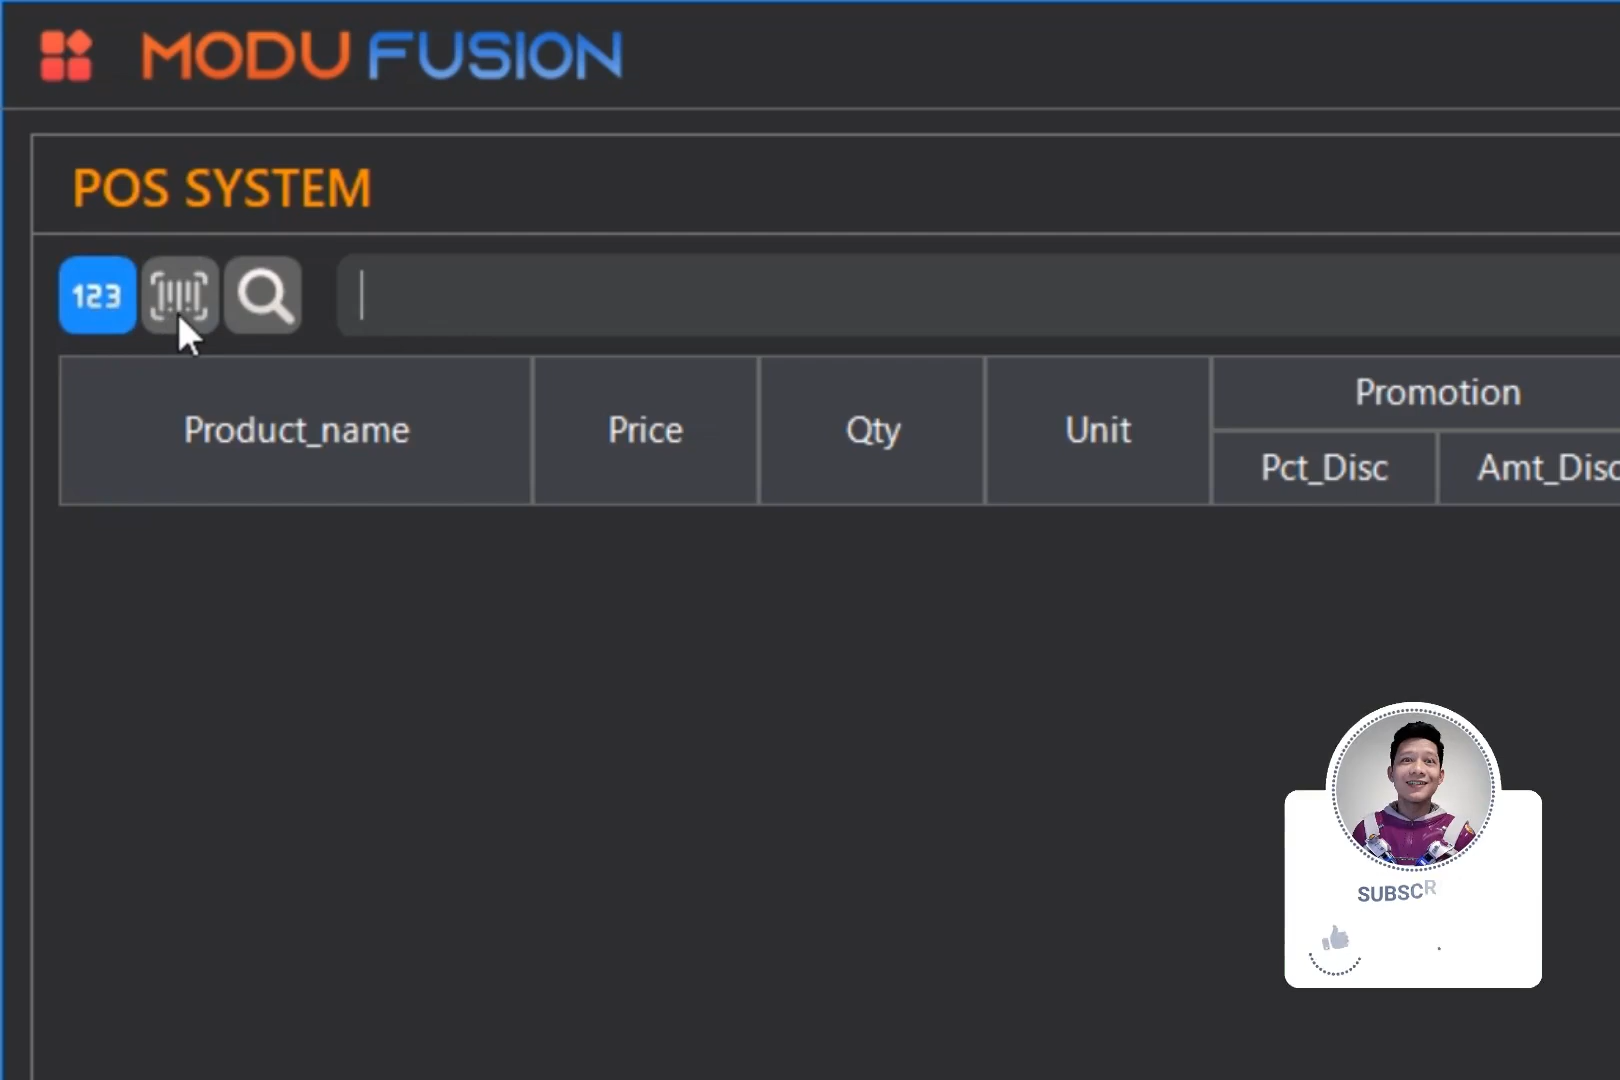 MODU FUSION
POS SYSTEM
123
Product_name Price Qty Unit Promotion
Pct_Disc Amt_Disc
SUBSCR